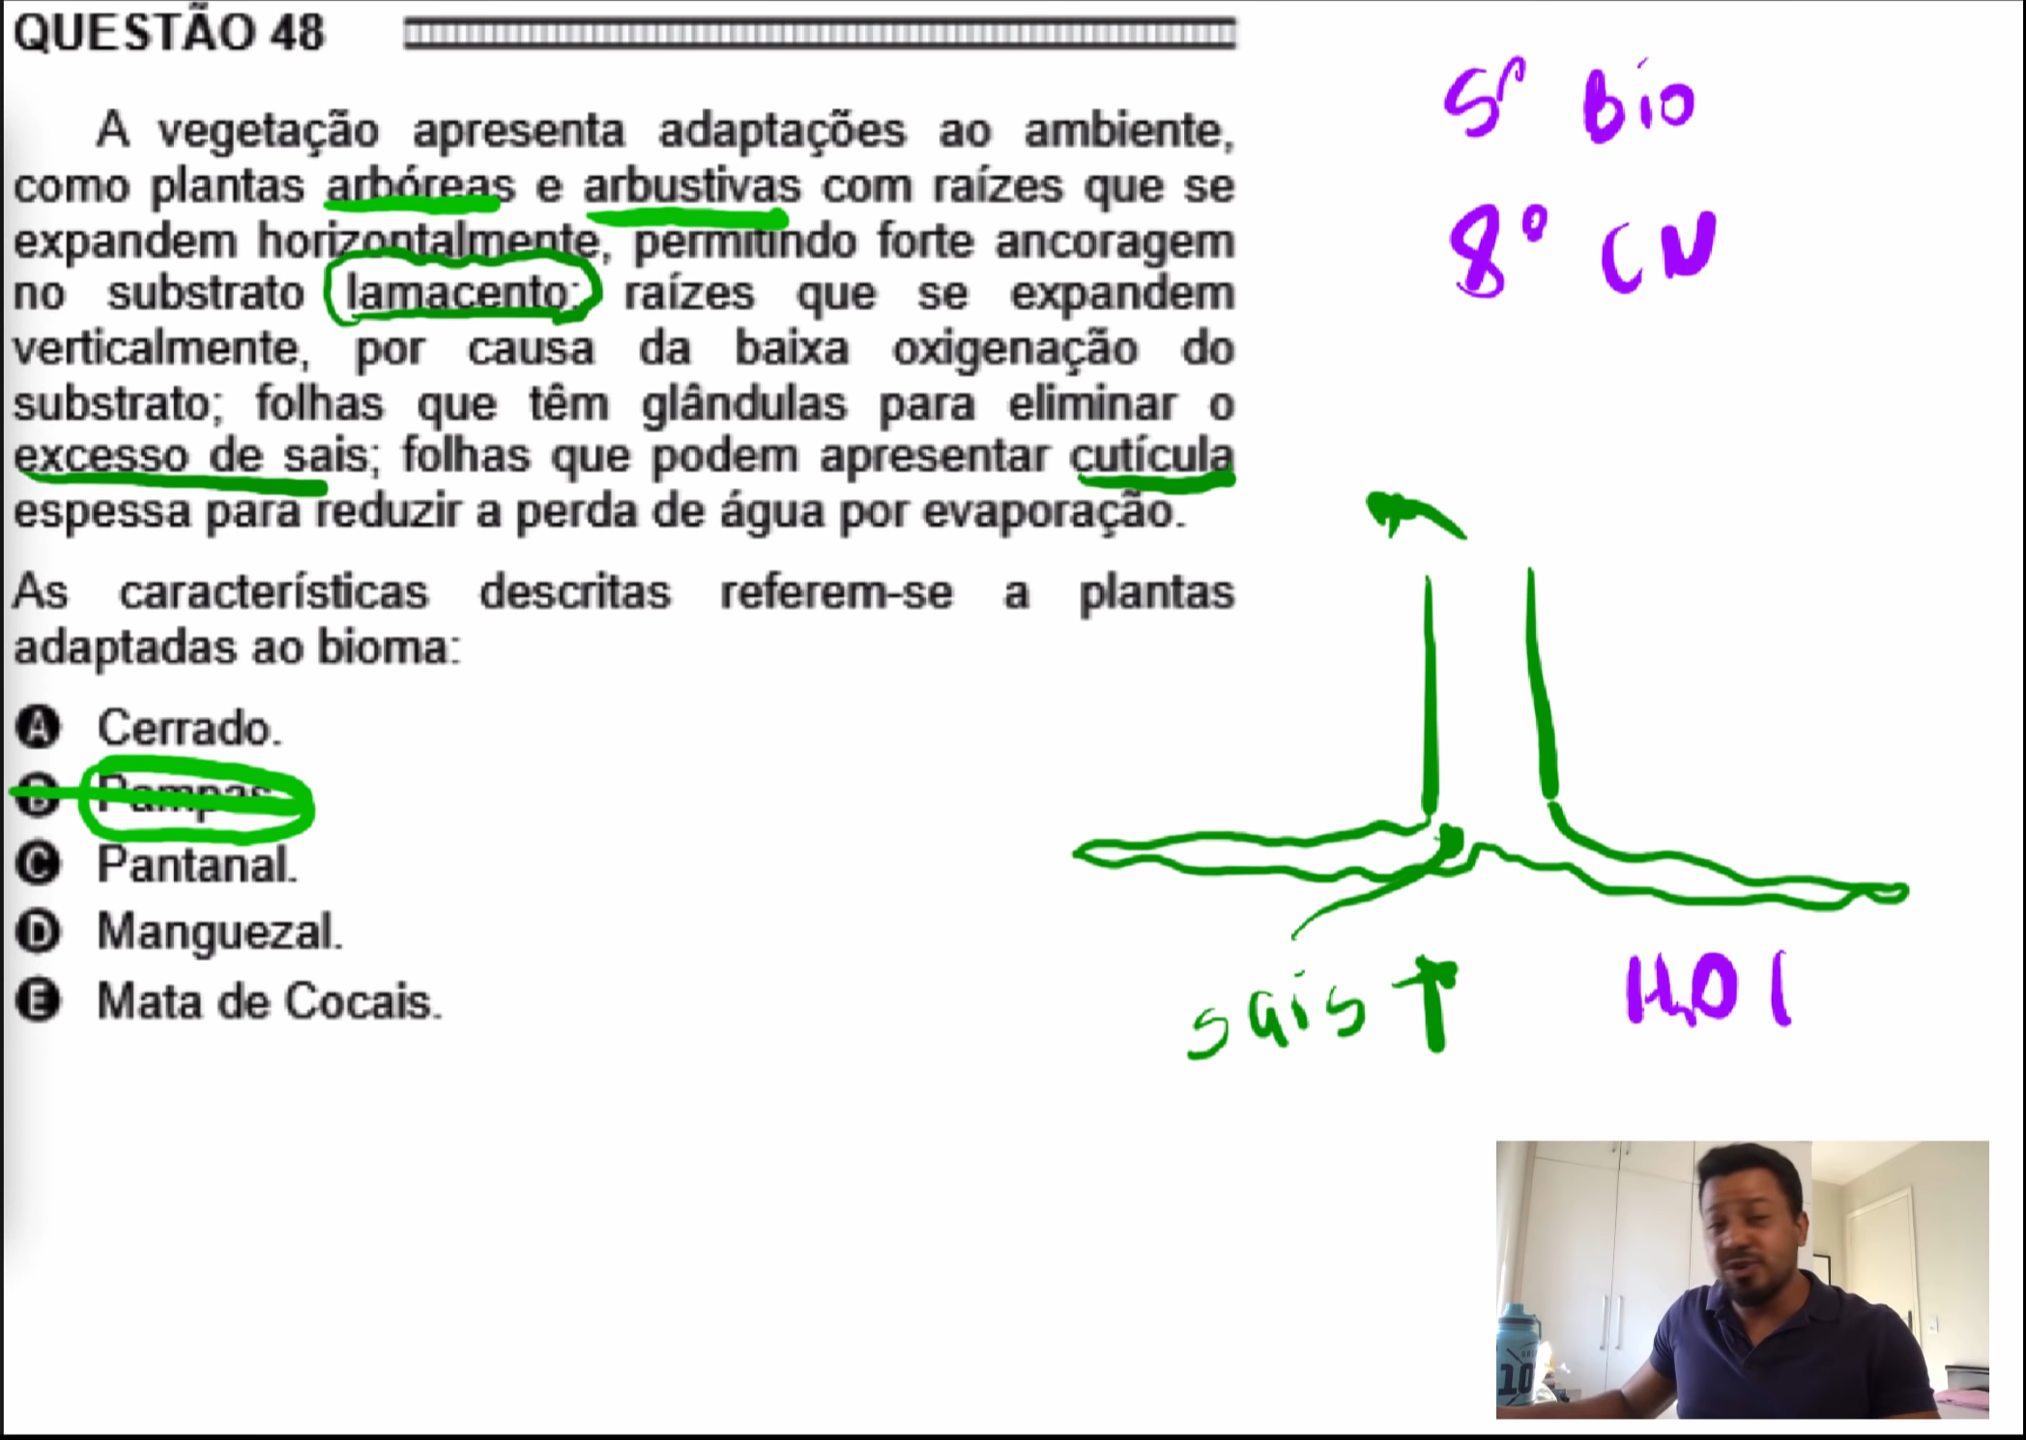 QUESTÃO 48
A vegetação apresenta adaptações ao ambiente,
como plantas arbóreas e arbustivas com raízes que se
expandem horizontalmente, permitindo forte ancoragem
no substrato lamacento; raízes que se expandem
verticalmente, por causa da baixa oxigenação do
substrato; folhas que têm glândulas para eliminar o
excesso de sais; folhas que podem apresentar cutícula
espessa para reduzir a perda de água por evaporação.
As características descritas referem-se a plantas
adaptadas ao bioma:
A Cerrado.
B Pampas.
C Pantanal.
D Manguezal.
E Mata de Cocais.
Bio
8º CN
sais
10